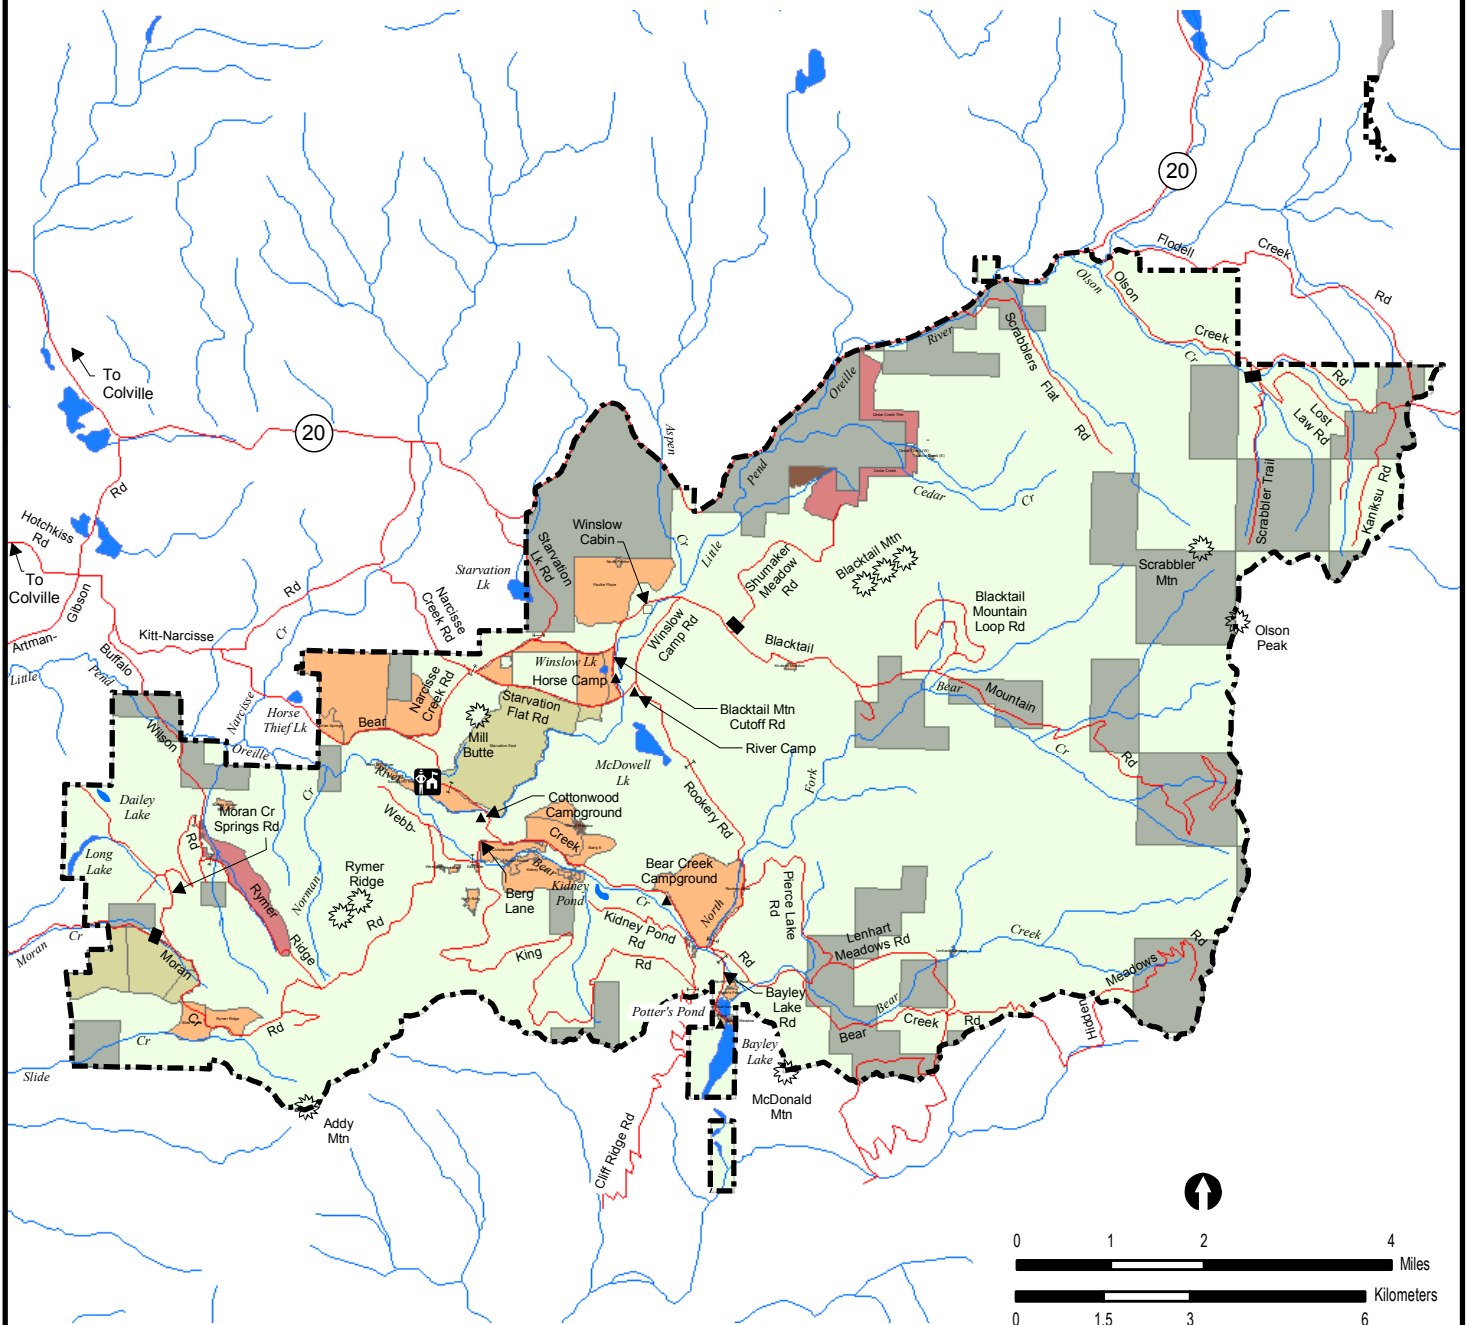 20
Flodell
Creek
Rd
Olson
Olson
Creek
Cr
Rd
River
Scrabblers
Flat
Rd
Oreille
Lost
Law Rd
To
Colville
20
Aspen
Pend
Cedar
Cr
Scrabbler Trail
Kaniksu Rd
Rd
Hotchkiss
Rd
Winslow
Cabin
Starvation
Lk Rd
Cr
Little
Shumaker
Meadow
Rd
Blacktail Mtn
Scrabbler
Mtn
To
Colville
Starvation
Lk
Gibson
Artman-
Rd
Narcisse
Creek Rd
Blacktail
Mountain
Loop Rd
Olson
Peak
Kitt-Narcisse
Cr
Winslow
Camp Rd
Blacktail
Buffalo
Little
Pend
Winslow Lk
Horse Camp
Narcisse
Creek Rd
Bear
Mountain
Narcisse
Horse
Thief Lk
Bear
Starvation
Flat Rd
Blacktail Mtn
Cutoff Rd
Wilson
Oreille
Mill
Butte
River Camp
Cr
Rd
River
McDowell
Lk
Fork
Dailey
Lake
Cr
Moran Cr
Springs Rd
Webb-
Cottonwood
Campground
Rookery Rd
Rd
Creek
Long
Lake
Rymer
Ridge
Bear
Bear Creek
Campground
Rymer
Norman
Rd
Berg
Lane
Kidney
Pond
Cr
North
Pierce Lake
Rd
Kidney Pond
Rd
Lenhart
Meadows Rd
Creek
Moran
Cr
Moran
Ridge
King
Rd
Rd
Meadows
Rd
Bayley
Lake
Rd
Potter's Pond
Bear
Creek
Rd
Hidden
Cr
Rd
Cr
Slide
Bayley
Lake
Bear
McDonald
Mtn
Addy
Mtn
Cliff Ridge Rd
0 1 2 4
Miles
Kilometers
0 1.5 3 6